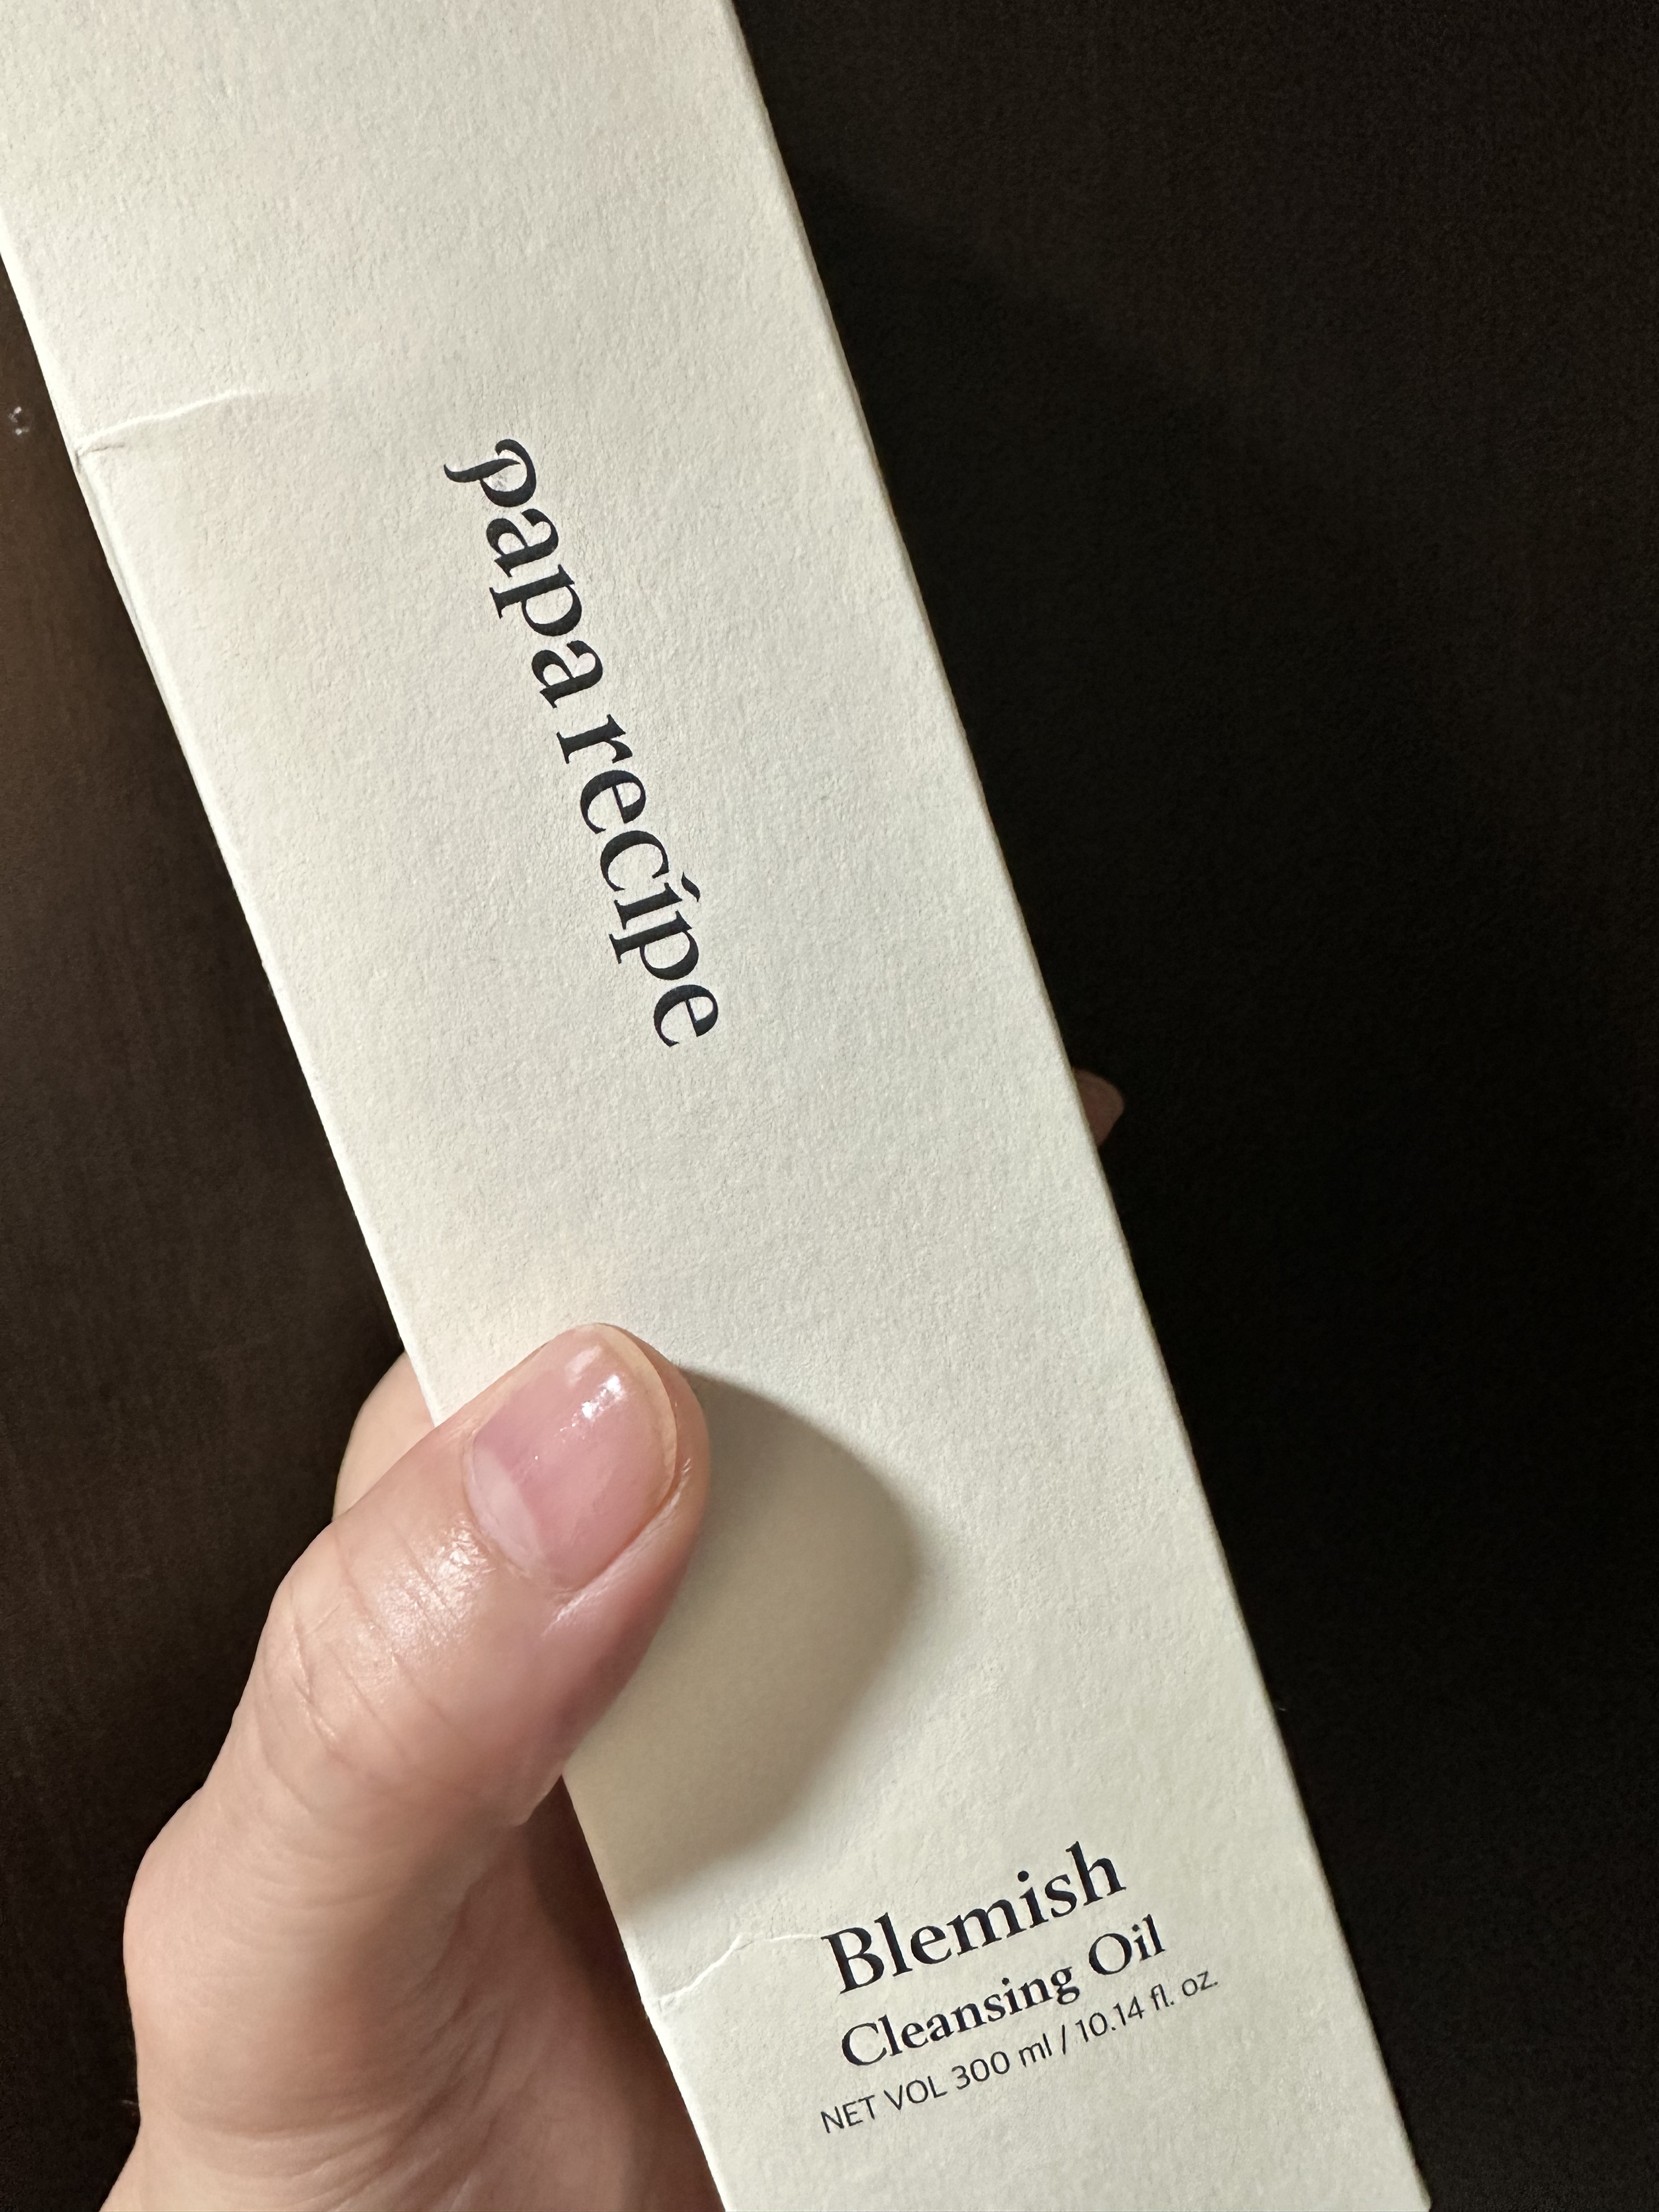 papa recipe
Blemish
Cleansing Oil
NET VOL 300 ml / 10.14 fl. oz.